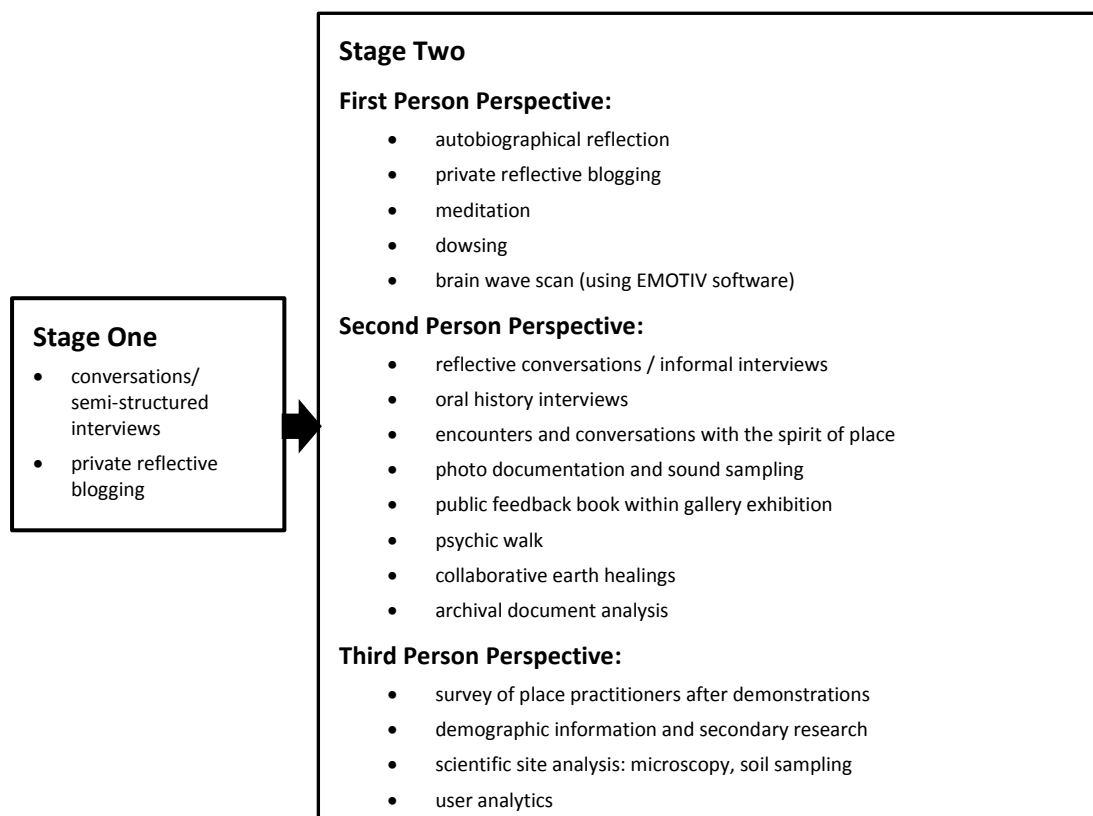 Stage One
• conversations/
semi-structured
interviews
• private reflective
blogging
Stage Two
First Person Perspective:
• autobiographical reflection
• private reflective blogging
• meditation
• dowsing
• brain wave scan (using EMOTIV software)
Second Person Perspective:
• reflective conversations / informal interviews
• oral history interviews
• encounters and conversations with the spirit of place
• photo documentation and sound sampling
• public feedback book within gallery exhibition
• psychic walk
• collaborative earth healings
• archival document analysis
Third Person Perspective:
• survey of place practitioners after demonstrations
• demographic information and secondary research
• scientific site analysis: microscopy, soil sampling
• user analytics